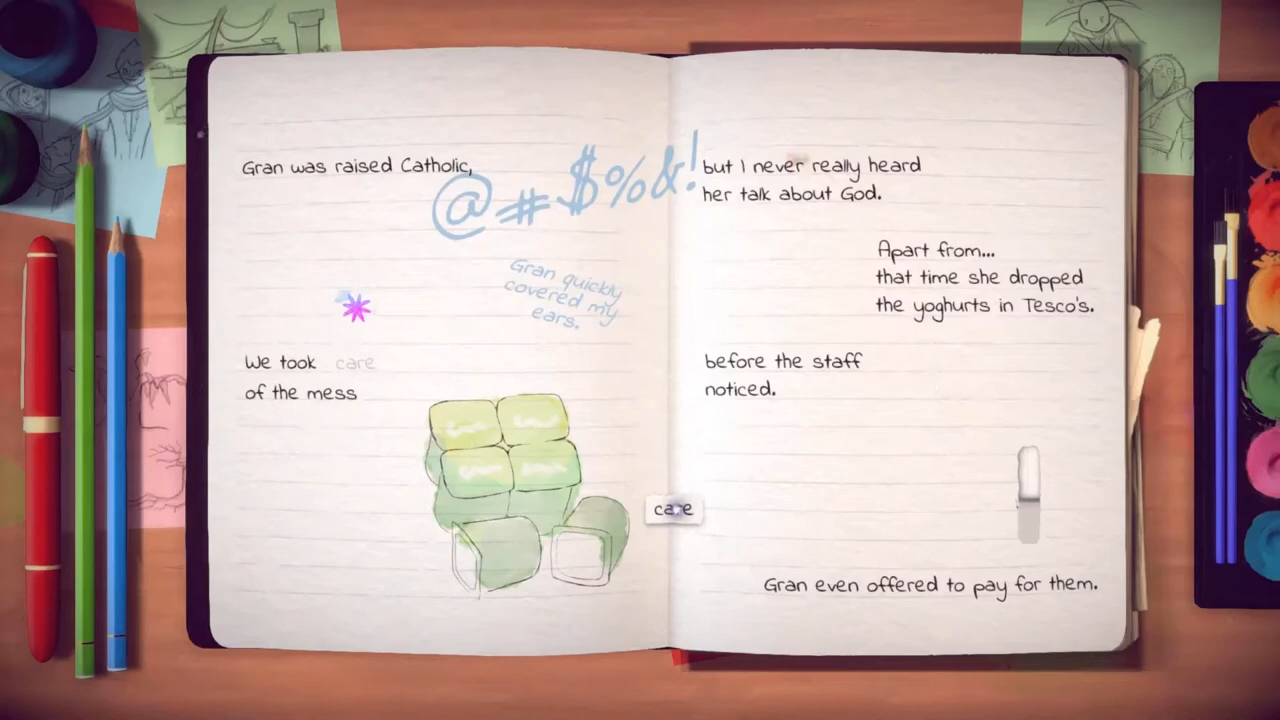 Gran was raised Catholic,
@#$%&!
Gran quickly
covered my
ears.
We took care
of the mess
but I never really heard
her talk about God.
Apart from...
that time she dropped
the yoghurts in Tesco's.
before the staff
noticed.
care
Gran even offered to pay for them.